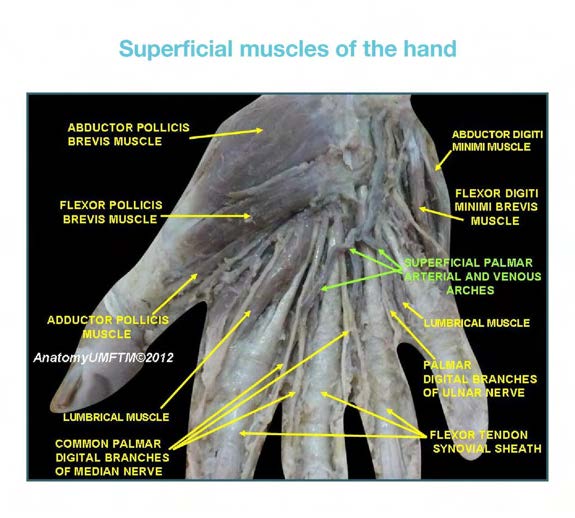 Superficial muscles of the hand
ABDUCTOR POLLICIS
BREVIS MUSCLE
ABDUCTOR DIGITI
MINIMI MUSCLE
FLEXOR POLLICIS
BREVIS MUSCLE
FLEXOR DIGITI
MINIMI BREVIS
MUSCLE
SUPERFICIAL PALMAR
ARTERIAL AND VENOUS
ARCHES
ADDUCTOR POLLICIS
MUSCLE
LUMBRICAL MUSCLE
AnatomyUMFTM©2012
PALMAR
DIGITAL BRANCHES
OF ULNAR NERVE
LUMBRICAL MUSCLE
COMMON PALMAR
DIGITAL BRANCHES
OF MEDIAN NERVE
FLEXOR TENDON
SYNOVIAL SHEATH